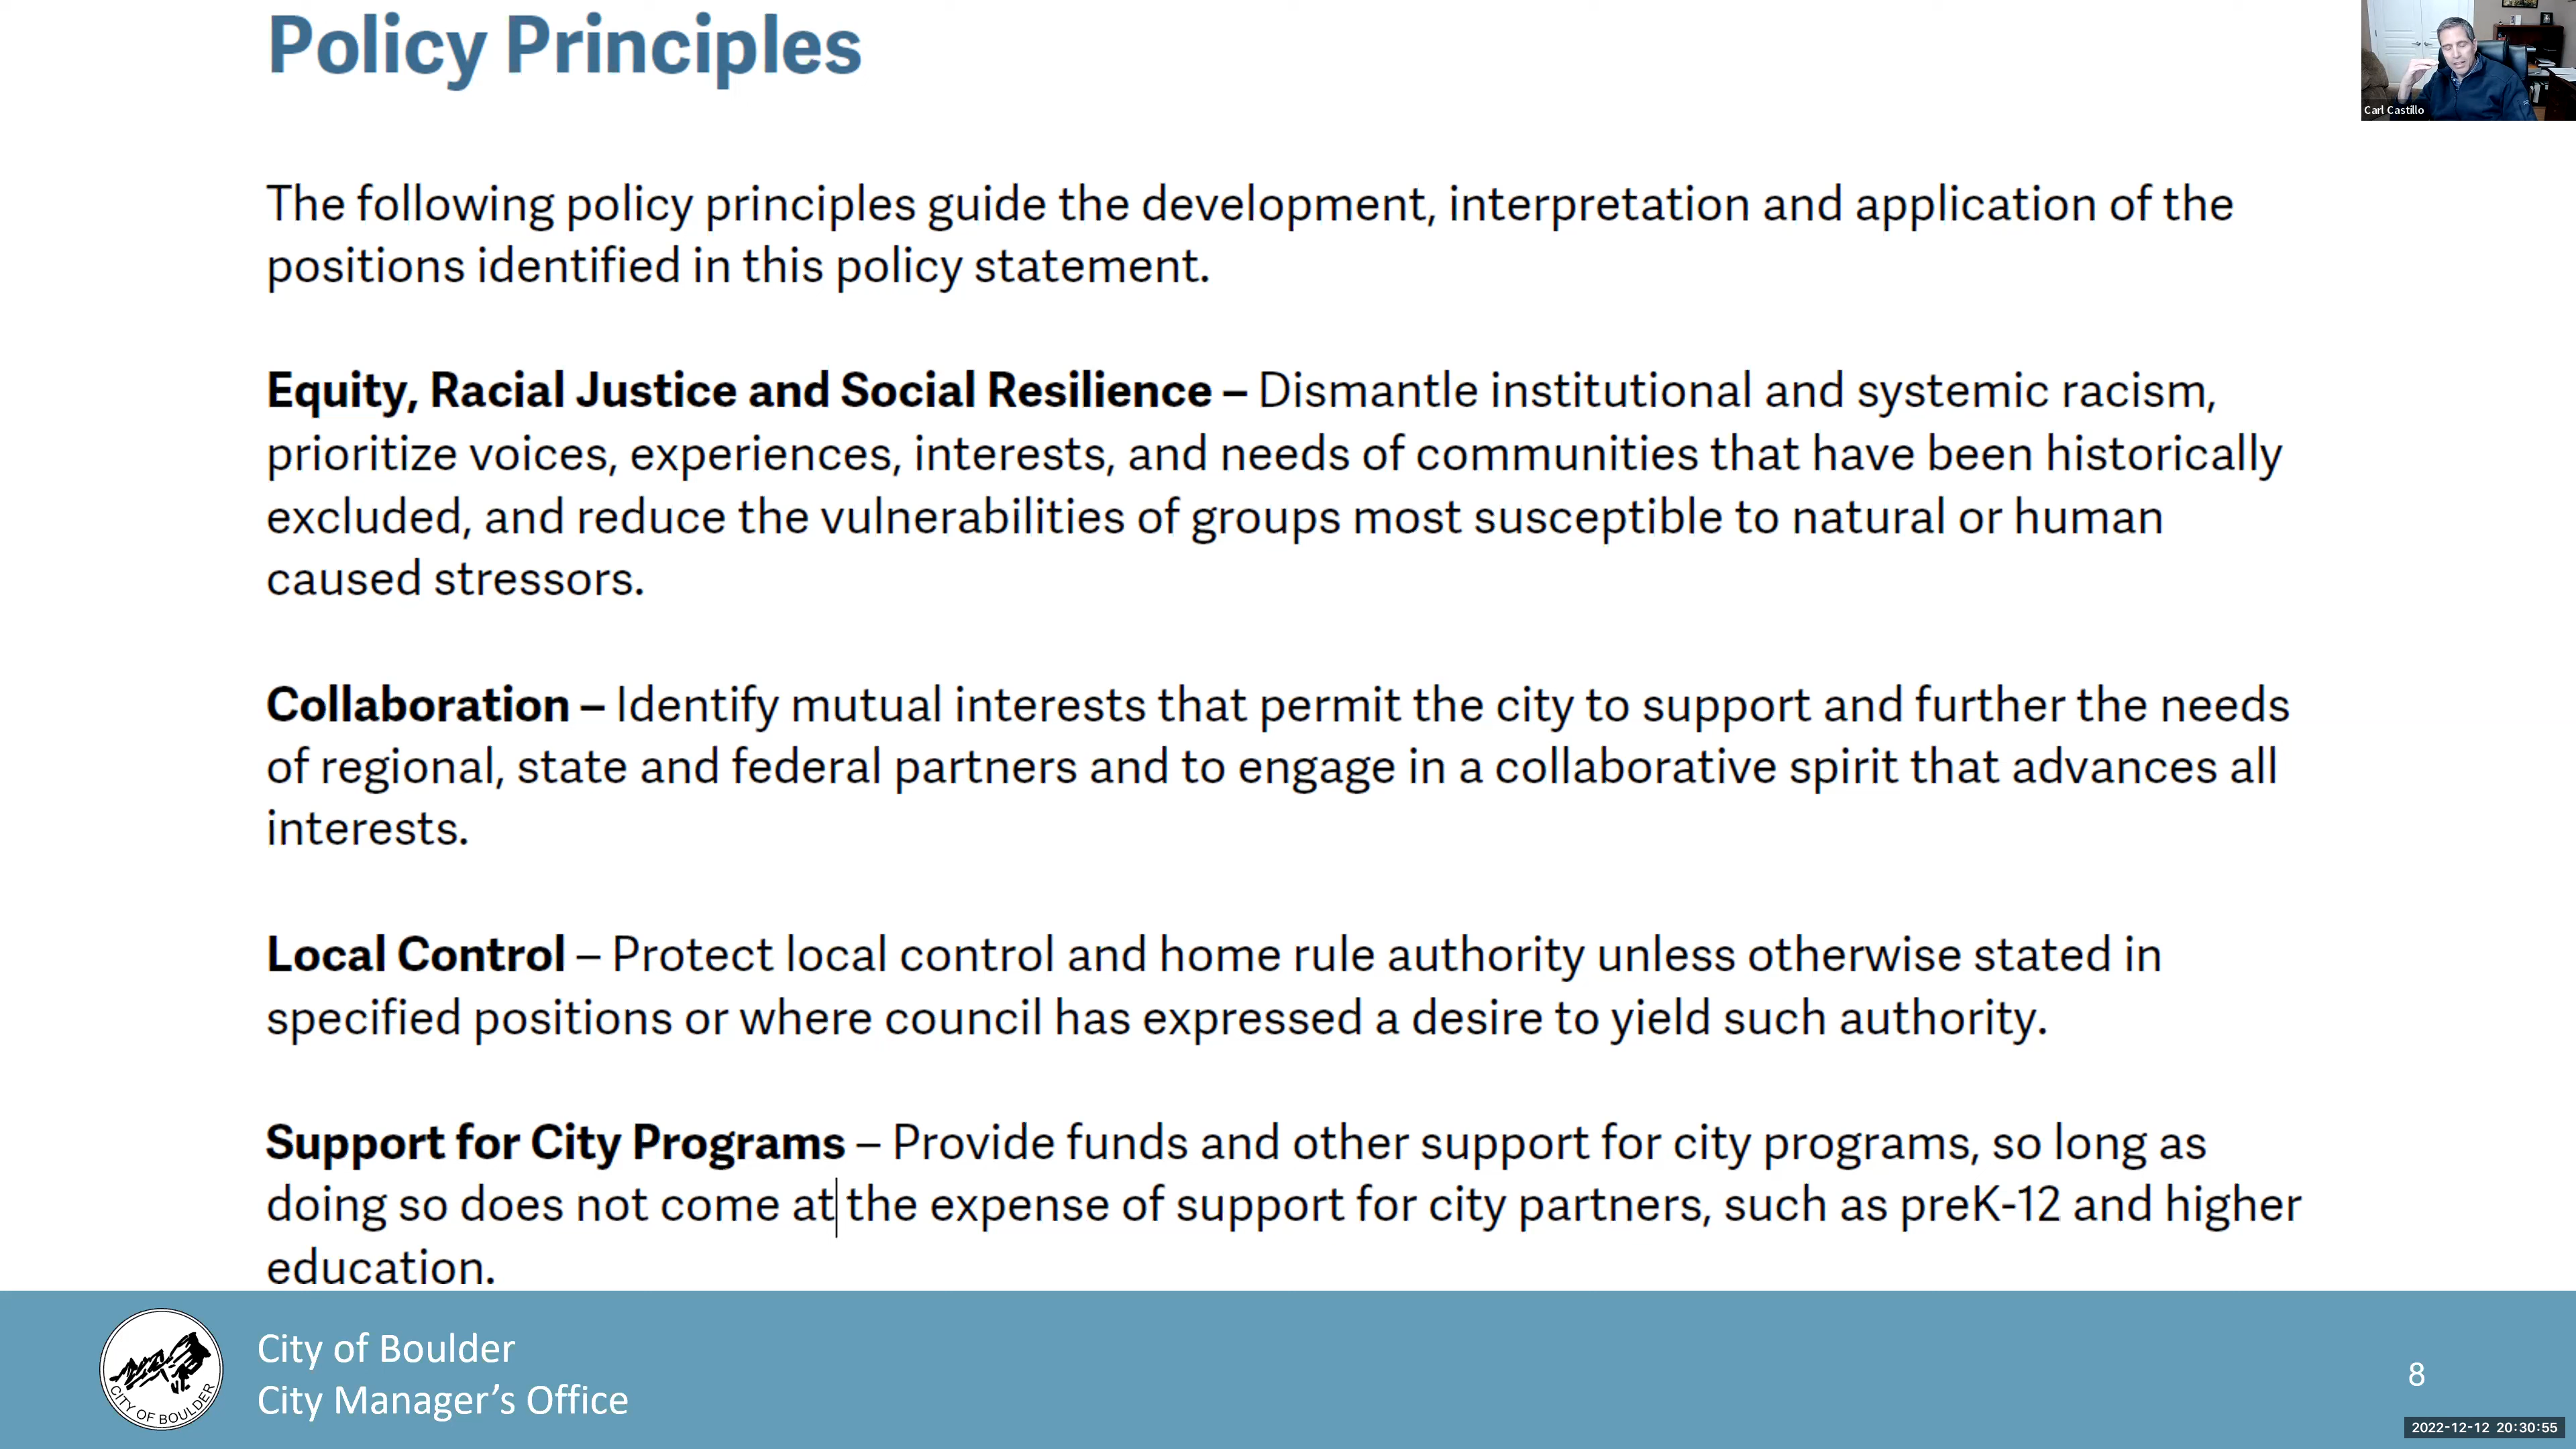 Policy Principles
Carl Castillo
The following policy principles guide the development, interpretation and application of the
positions identified in this policy statement.
Equity, Racial Justice and Social Resilience – Dismantle institutional and systemic racism,
prioritize voices, experiences, interests, and needs of communities that have been historically
excluded, and reduce the vulnerabilities of groups most susceptible to natural or human
caused stressors.
Collaboration – Identify mutual interests that permit the city to support and further the needs
of regional, state and federal partners and to engage in a collaborative spirit that advances all
interests.
Local Control – Protect local control and home rule authority unless otherwise stated in
specified positions or where council has expressed a desire to yield such authority.
Support for City Programs – Provide funds and other support for city programs, so long as
doing so does not come at the expense of support for city partners, such as preK-12 and higher
education.
CITY OF BOULDER
City of Boulder
City Manager’s Office
8
2022-12-12 20:30:55